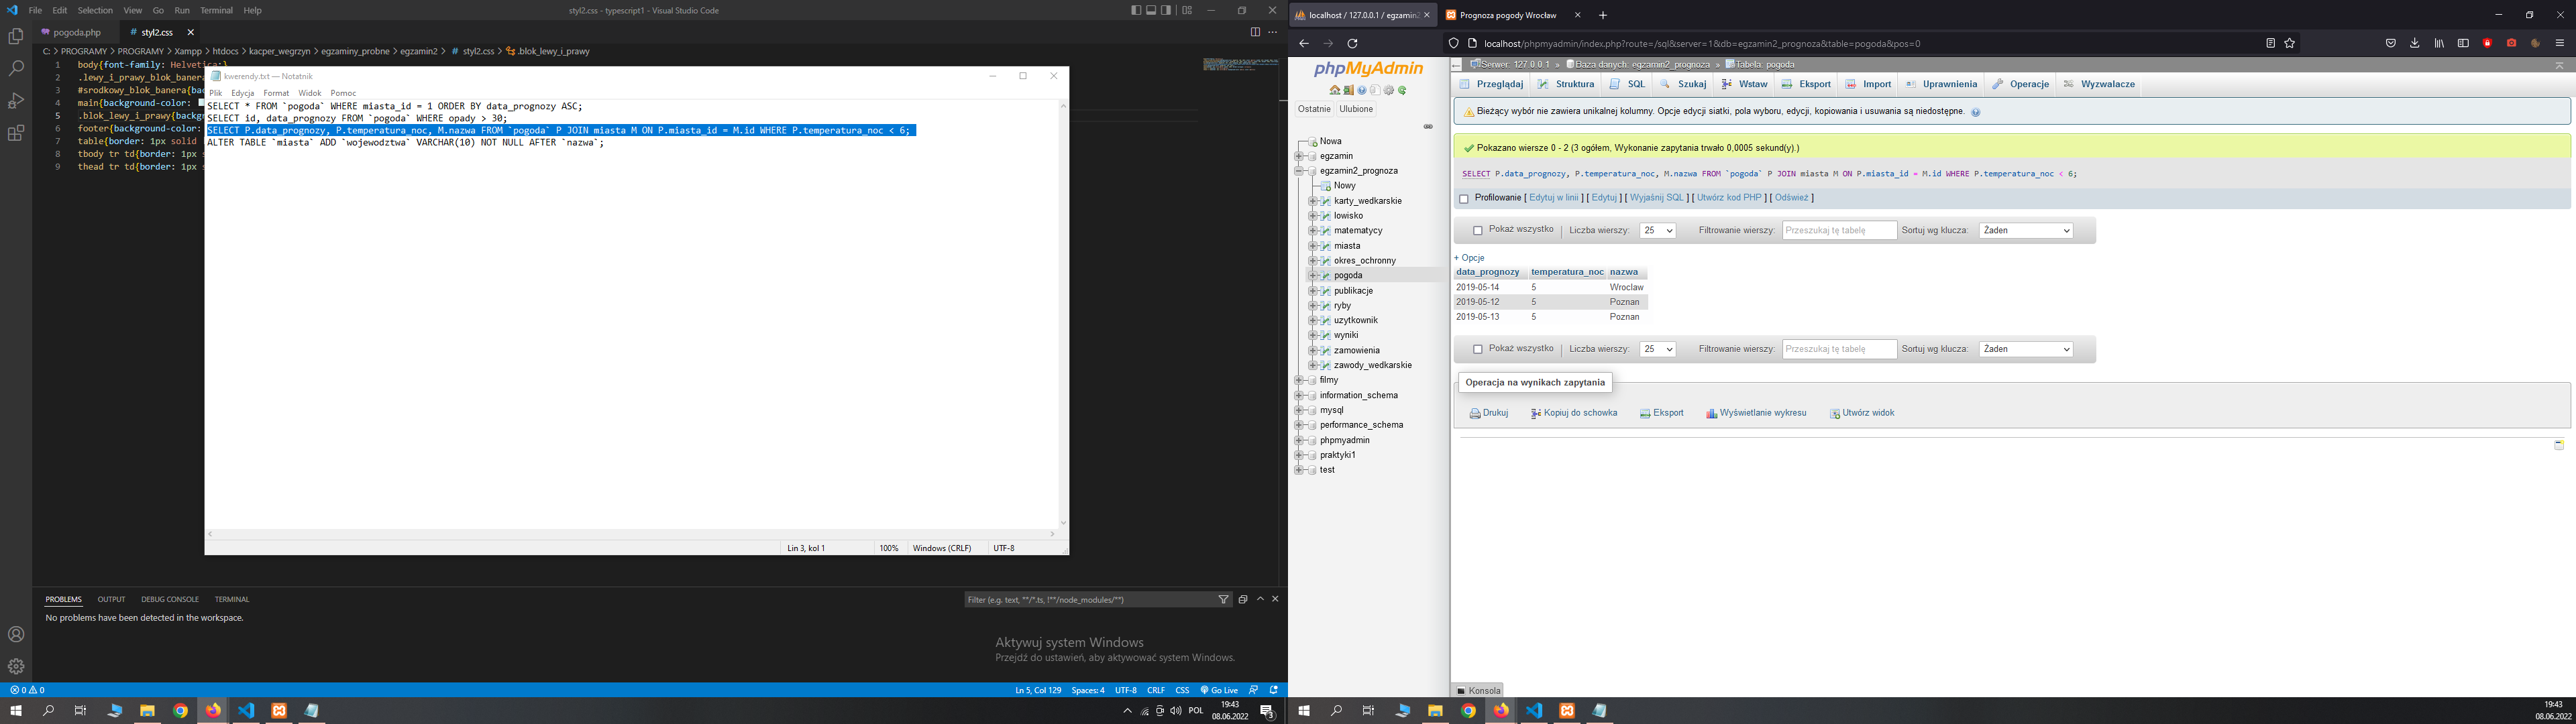 File Edit Selection View Go Run Terminal Help
styl2.css - typescript1 - Visual Studio Code
pogoda.php
# styl2.css
C: > PROGRAMY > PROGRAMY > Xampp > htdocs > kacper_wegrzyn > egzaminy_probne > egzamin2 > # styl2.css > .blok_lewy_i_prawy
1 body{font-family: Helvetica;}
2 .lewy_i_prawy_blok_banera
3 #srodkowy_blok_banera{ba
4 main{background-color:
5 .blok_lewy_i_prawy{backg
6 footer{background-color:
7 table{border: 1px solid
8 tbody tr td{border: 1px s
9 thead tr td{border: 1px s
kwerendy.txt — Notatnik
Plik Edycja Format Widok Pomoc
SELECT * FROM `pogoda` WHERE miasta_id = 1 ORDER BY data_prognozy ASC;
SELECT id, data_prognozy FROM `pogoda` WHERE opady > 30;
SELECT P.data_prognozy, P.temperatura_noc, M.nazwa FROM `pogoda` P JOIN miasta M ON P.miasta_id = M.id WHERE P.temperatura_noc < 6;
ALTER TABLE `miasta` ADD `wojewodztwa` VARCHAR(10) NOT NULL AFTER `nazwa`;
Lin 3, kol 1 100% Windows (CRLF) UTF-8
PROBLEMS OUTPUT DEBUG CONSOLE TERMINAL
Filter (e.g. text, **/*.ts, !**/node_modules/**)
No problems have been detected in the workspace.
Aktywuj system Windows
Przejdź do ustawień, aby aktywować system Windows.
0 0
Ln 5, Col 129 Spaces: 4 UTF-8 CRLF CSS Go Live
POL
19:43
08.06.2022
3
localhost / 127.0.0.1 / egzamin2
Prognoza pogody Wrocław
localhost/phpmyadmin/index.php?route=/sql&server=1&db=egzamin2_prognoza&table=pogoda&pos=0
phpMyAdmin
Ostatnie Ulubione
Nowa
egzamin
egzamin2_prognoza
Nowy
karty_wedkarskie
lowisko
matematycy
miasta
okres_ochronny
pogoda
publikacje
ryby
uzytkownik
wyniki
zamowienia
zawody_wedkarskie
filmy
information_schema
mysql
performance_schema
phpmyadmin
praktyki1
test
Serwer: 127.0.0.1 » Baza danych: egzamin2_prognoza » Tabela: pogoda
Przeglądaj Struktura SQL Szukaj Wstaw Eksport Import Uprawnienia Operacje Wyzwalacze
Bieżący wybór nie zawiera unikalnej kolumny. Opcje edycji siatki, pola wyboru, edycji, kopiowania i usuwania są niedostępne.
Pokazano wiersze 0 - 2 (3 ogółem, Wykonanie zapytania trwało 0,0005 sekund(y).)
SELECT P.data_prognozy, P.temperatura_noc, M.nazwa FROM `pogoda` P JOIN miasta M ON P.miasta_id = M.id WHERE P.temperatura_noc < 6;
Profilowanie [ Edytuj w linii ] [ Edytuj ] [ Wyjaśnij SQL ] [ Utwórz kod PHP ] [ Odśwież ]
Pokaż wszystko Liczba wierszy: 25 Filtrowanie wierszy: Przeszukaj tę tabelę Sortuj wg klucza: Żaden
+ Opcje
data_prognozy temperatura_noc nazwa
2019-05-14 5 Wroclaw
2019-05-12 5 Poznan
2019-05-13 5 Poznan
Pokaż wszystko Liczba wierszy: 25 Filtrowanie wierszy: Przeszukaj tę tabelę Sortuj wg klucza: Żaden
Operacja na wynikach zapytania
Drukuj Kopiuj do schowka Eksport Wyświetlanie wykresu Utwórz widok
Konsola
19:43
08.06.2022